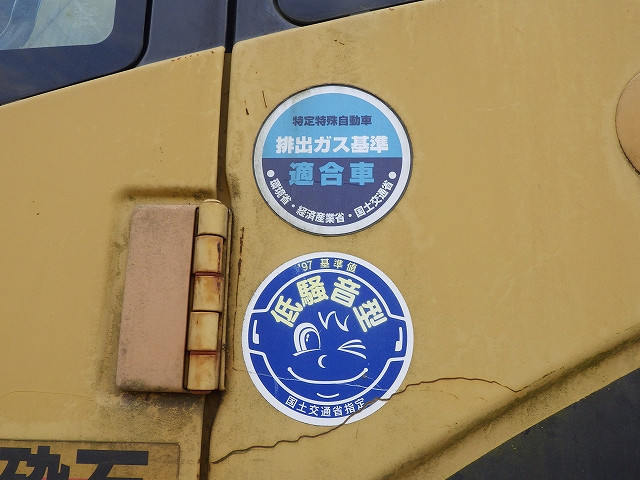 特定特殊自動車
排出ガス基準
適合車
●環境省・経済産業省・国土交通省●
'97 基準値
低騒音型
国土交通省指定
砕石